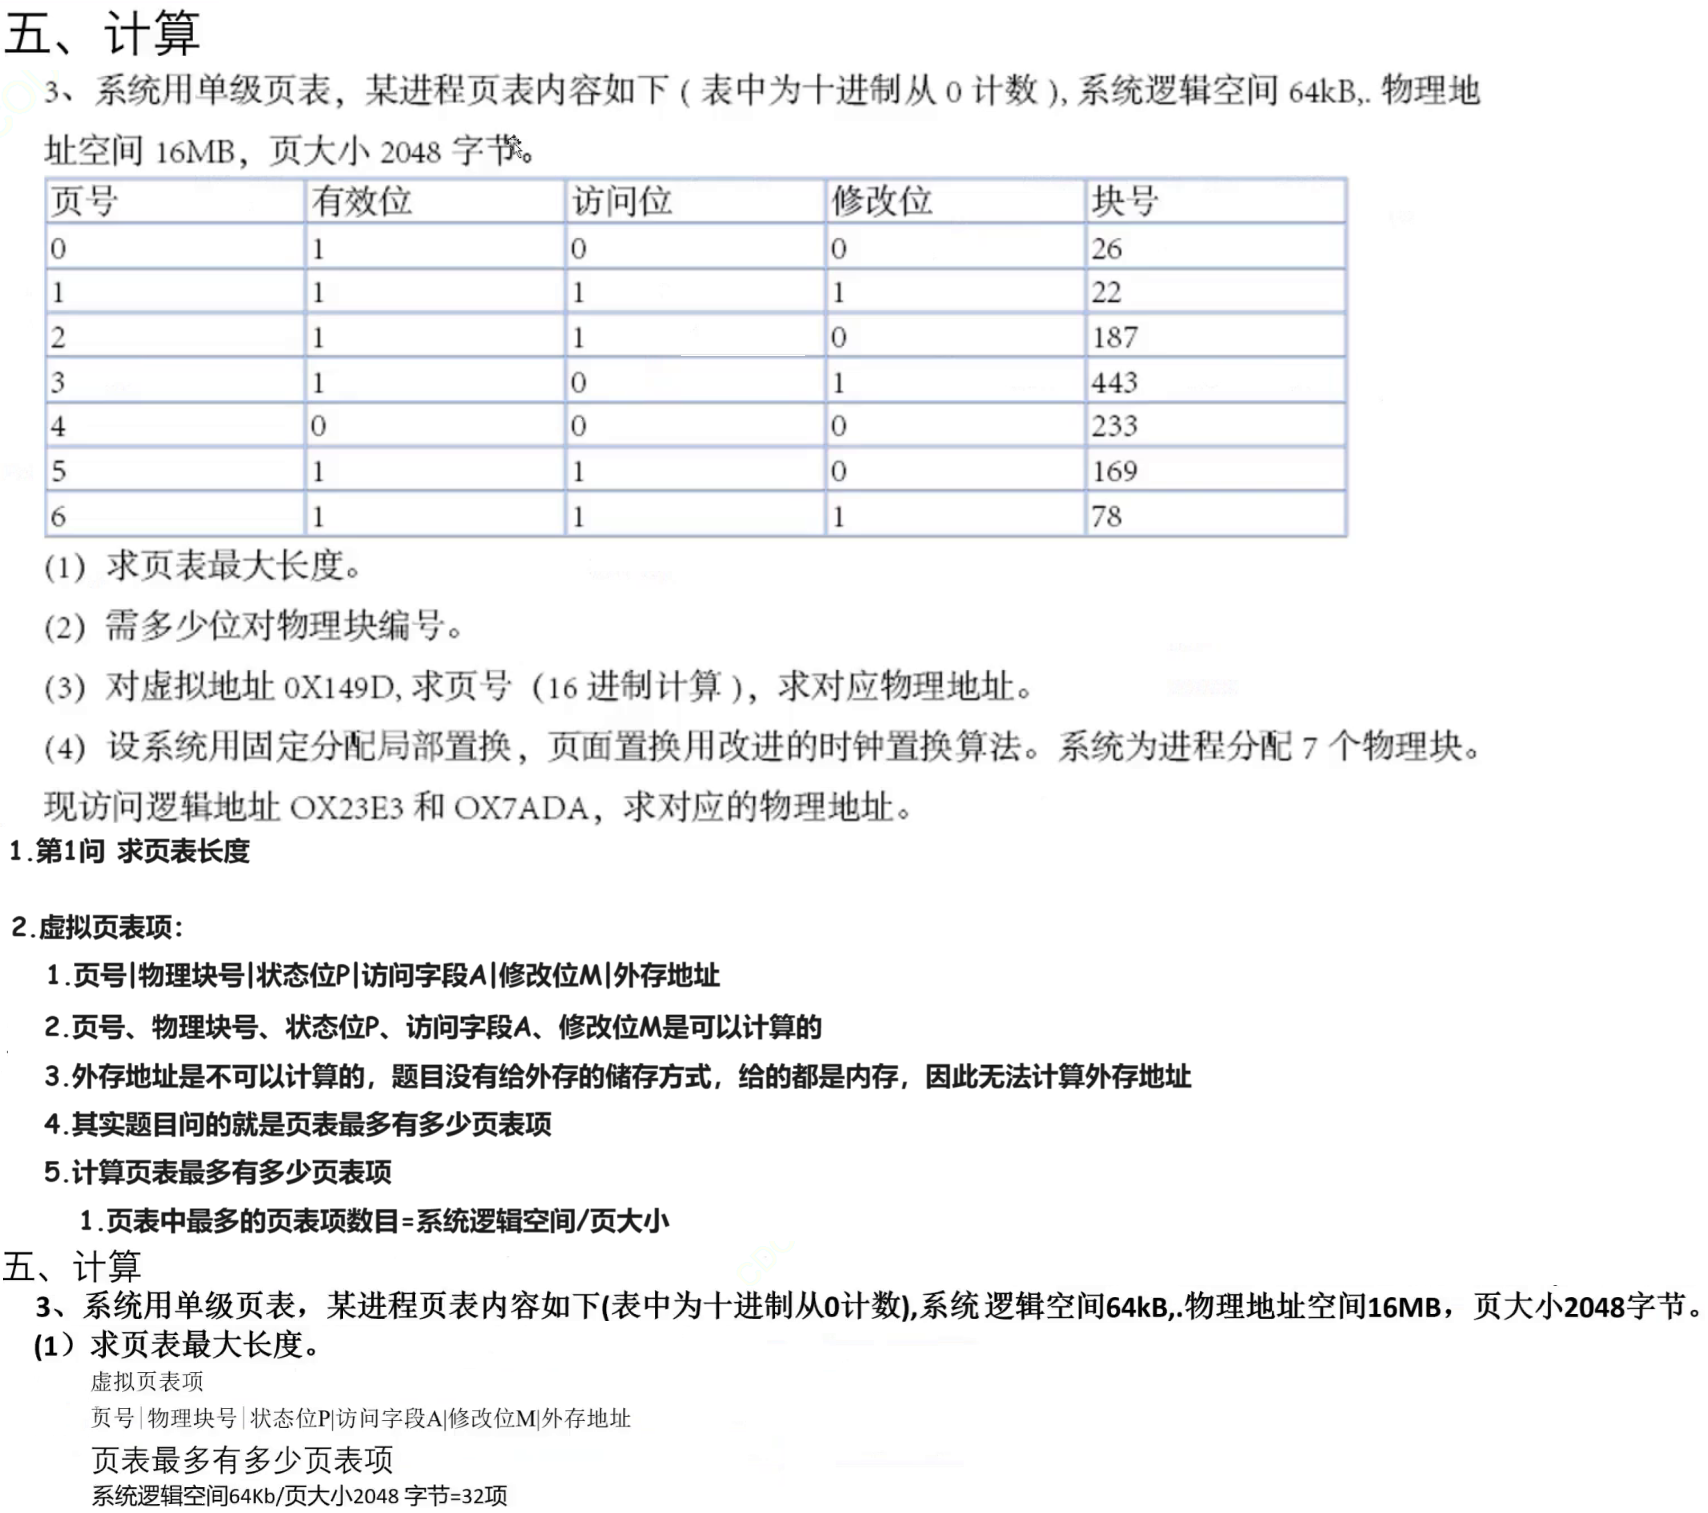 五、计算
3、系统用单级页表，某进程页表内容如下（表中为十进制从 0 计数），系统逻辑空间 64kB,. 物理地
址空间 16MB，页大小 2048 字节。
页号 有效位 访问位 修改位 块号
0 1 0 0 26
1 1 1 1 22
2 1 1 0 187
3 1 0 1 443
4 0 0 0 233
5 1 1 0 169
6 1 1 1 78
(1) 求页表最大长度。
(2) 需多少位对物理块编号。
(3) 对虚拟地址 0X149D, 求页号（16 进制计算），求对应物理地址。
(4) 设系统用固定分配局部置换，页面置换用改进的时钟置换算法。系统为进程分配 7 个物理块。
现访问逻辑地址 OX23E3 和 OX7ADA，求对应的物理地址。
1.第1问 求页表长度
2.虚拟页表项：
1.页号|物理块号|状态位P|访问字段A|修改位M|外存地址
2.页号、物理块号、状态位P、访问字段A、修改位M是可以计算的
3.外存地址是不可以计算的，题目没有给外存的储存方式，给的都是内存，因此无法计算外存地址
4.其实题目问的就是页表最多有多少页表项
5.计算页表最多有多少页表项
1.页表中最多的页表项数目=系统逻辑空间/页大小
五、计算
3、系统用单级页表，某进程页表内容如下(表中为十进制从0计数),系统逻辑空间64kB,.物理地址空间16MB，页大小2048字节。
(1）求页表最大长度。
虚拟页表项
页号|物理块号|状态位P|访问字段A|修改位M|外存地址
页表最多有多少页表项
系统逻辑空间64Kb/页大小2048 字节=32项